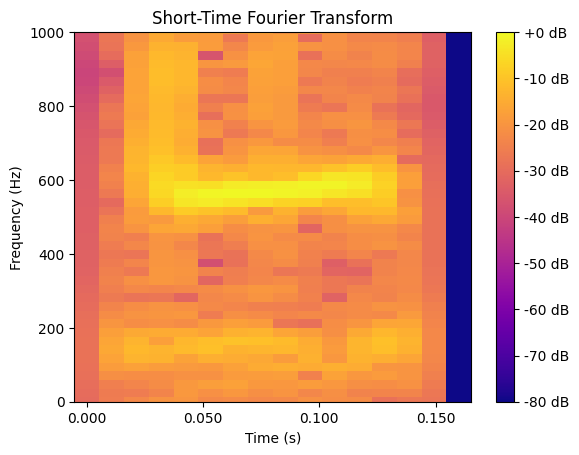 Short-Time Fourier Transform
1000
800
600
400
200
0
Frequency (Hz)
0.000
0.050
0.100
0.150
Time (s)
+0 dB
-10 dB
-20 dB
-30 dB
-40 dB
-50 dB
-60 dB
-70 dB
-80 dB